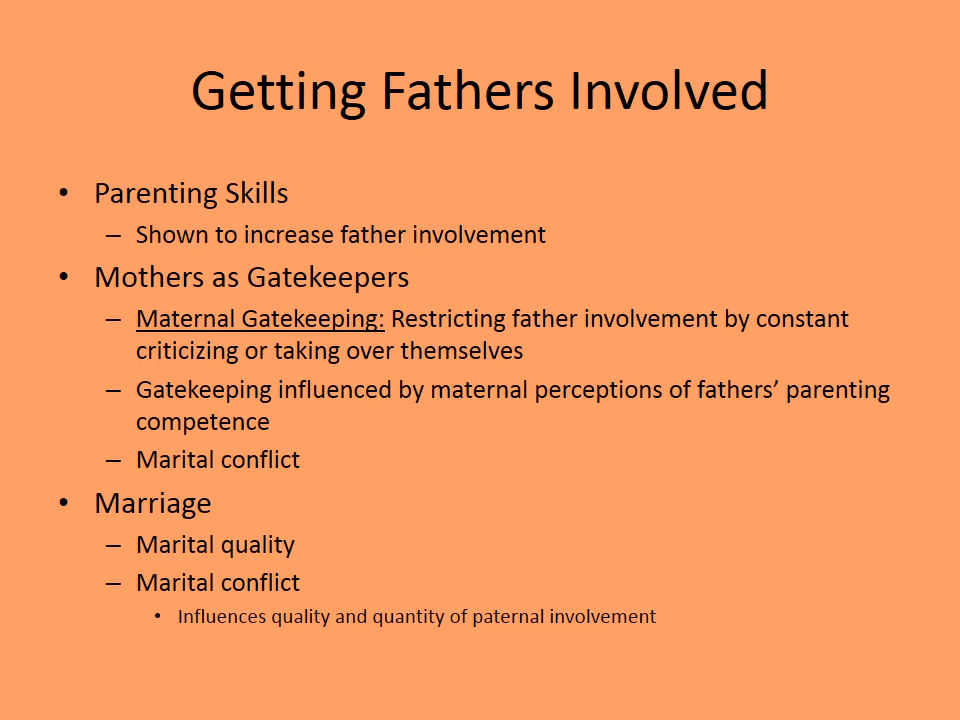 Getting Fathers Involved
• Parenting Skills
– Shown to increase father involvement
• Mothers as Gatekeepers
– Maternal Gatekeeping: Restricting father involvement by constant
criticizing or taking over themselves
– Gatekeeping influenced by maternal perceptions of fathers’ parenting
competence
– Marital conflict
• Marriage
– Marital quality
– Marital conflict
• Influences quality and quantity of paternal involvement